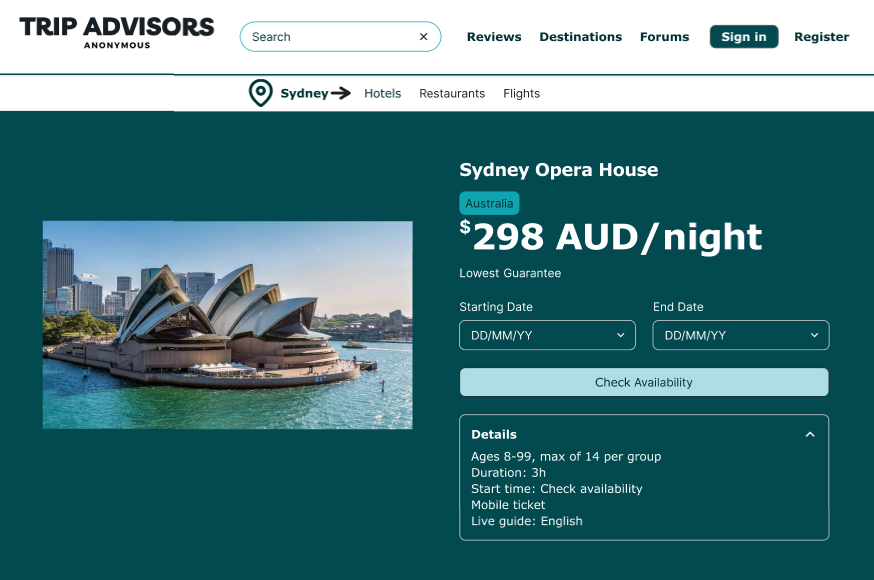 TRIP ADVISORS
ANONYMOUS
Search
Reviews Destinations Forums Sign in Register
Sydney Hotels Restaurants Flights
Sydney Opera House
Australia
$298 AUD/night
Lowest Guarantee
Starting Date End Date
DD/MM/YY DD/MM/YY
Check Availability
Details
Ages 8-99, max of 14 per group
Duration: 3h
Start time: Check availability
Mobile ticket
Live guide: English